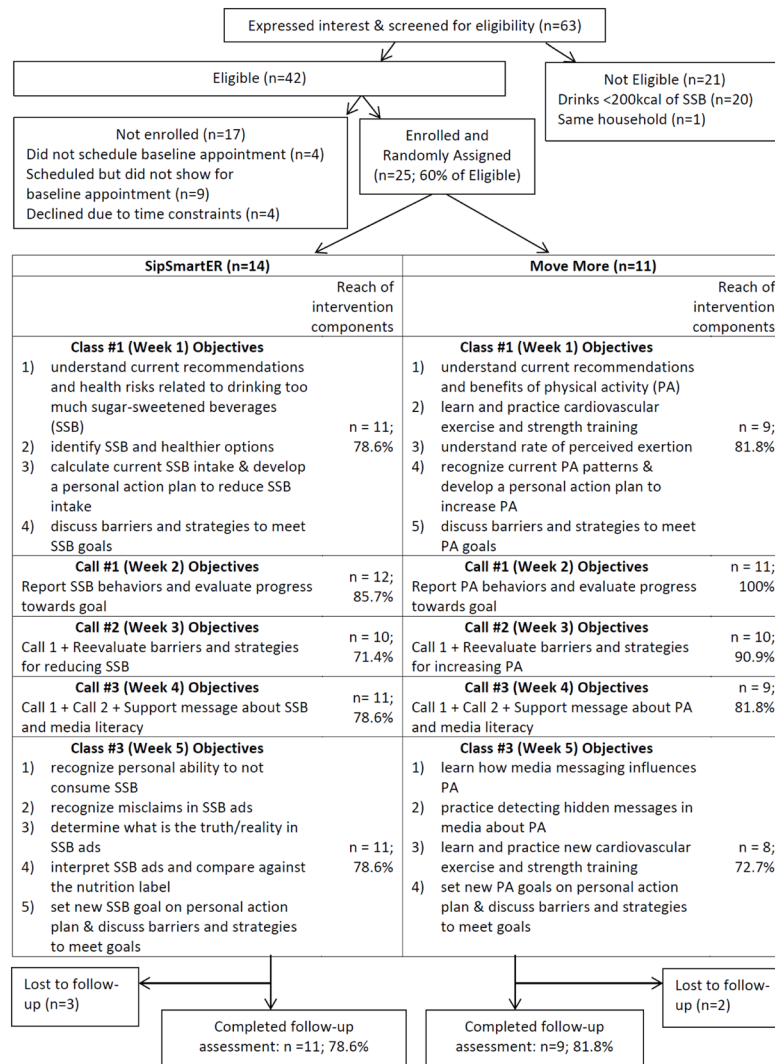 Expressed interest & screened for eligibility (n=63)
Eligible (n=42)
Not Eligible (n=21)
Drinks <200kcal of SSB (n=20)
Same household (n=1)
Not enrolled (n=17)
Did not schedule baseline appointment (n=4)
Scheduled but did not show for
baseline appointment (n=9)
Declined due to time constraints (n=4)
Enrolled and
Randomly Assigned
(n=25; 60% of Eligible)
SipSmartER (n=14)
Reach of
intervention
components
Class #1 (Week 1) Objectives
1) understand current recommendations
and health risks related to drinking too
much sugar-sweetened beverages
(SSB)
2) identify SSB and healthier options
3) calculate current SSB intake & develop
a personal action plan to reduce SSB
intake
4) discuss barriers and strategies to meet
SSB goals
n = 11;
78.6%
Call #1 (Week 2) Objectives
Report SSB behaviors and evaluate progress
towards goal
n = 12;
85.7%
Call #2 (Week 3) Objectives
Call 1 + Reevaluate barriers and strategies
for reducing SSB
n = 10;
71.4%
Call #3 (Week 4) Objectives
Call 1 + Call 2 + Support message about SSB
and media literacy
n= 11;
78.6%
Class #3 (Week 5) Objectives
1) recognize personal ability to not
consume SSB
2) recognize misclaims in SSB ads
3) determine what is the truth/reality in
SSB ads
4) interpret SSB ads and compare against
the nutrition label
5) set new SSB goal on personal action
plan & discuss barriers and strategies
to meet goals
n = 11;
78.6%
Move More (n=11)
Reach of
intervention
components
Class #1 (Week 1) Objectives
1) understand current recommendations
and benefits of physical activity (PA)
2) learn and practice cardiovascular
exercise and strength training
3) understand rate of perceived exertion
4) recognize current PA patterns &
develop a personal action plan to
increase PA
5) discuss barriers and strategies to meet
PA goals
n = 9;
81.8%
Call #1 (Week 2) Objectives
Report PA behaviors and evaluate progress
towards goal
n = 11;
100%
Call #2 (Week 3) Objectives
Call 1 + Reevaluate barriers and strategies
for increasing PA
n = 10;
90.9%
Call #3 (Week 4) Objectives
Call 1 + Call 2 + Support message about PA
and media literacy
n = 9;
81.8%
Class #3 (Week 5) Objectives
1) learn how media messaging influences
PA
2) practice detecting hidden messages in
media about PA
3) learn and practice new cardiovascular
exercise and strength training
4) set new PA goals on personal action
plan & discuss barriers and strategies
to meet goals
n = 8;
72.7%
Lost to follow-
up (n=3)
Completed follow-up
assessment: n =11; 78.6%
Completed follow-up
assessment: n=9; 81.8%
Lost to follow-
up (n=2)